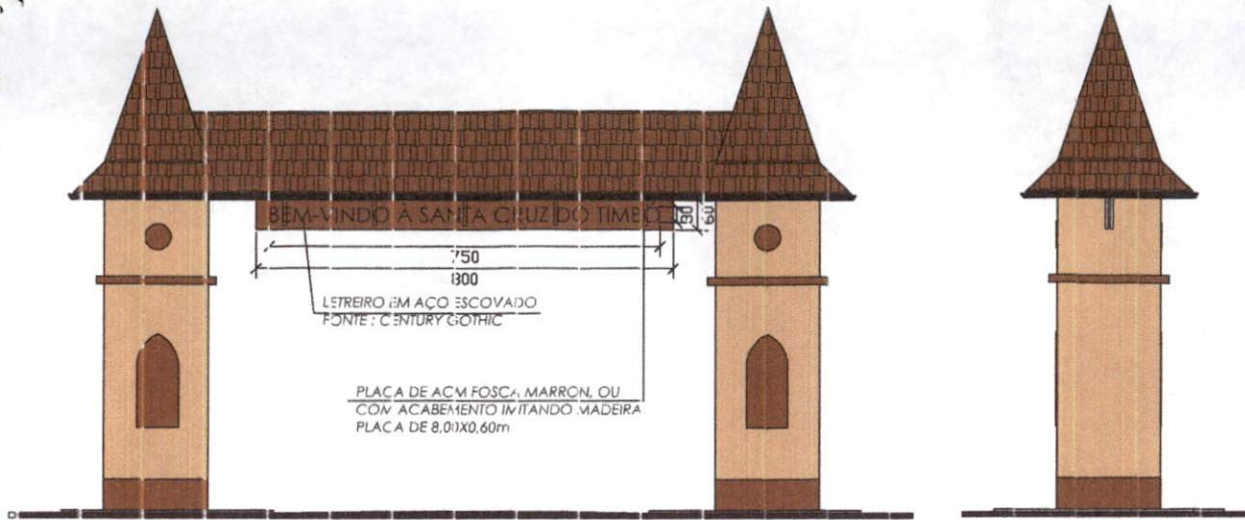 BEM-VINDO A SANTA CRUZ DO TIMBÓ
30
60
750
800
LETREIRO EM AÇO ESCOVADO
FONTE : CENTURY GOTHIC
PLACA DE ACM FOSCA MARRON, OU
COM ACABEMENTO IMITANDO MADEIRA
PLACA DE 8,00X0,60m